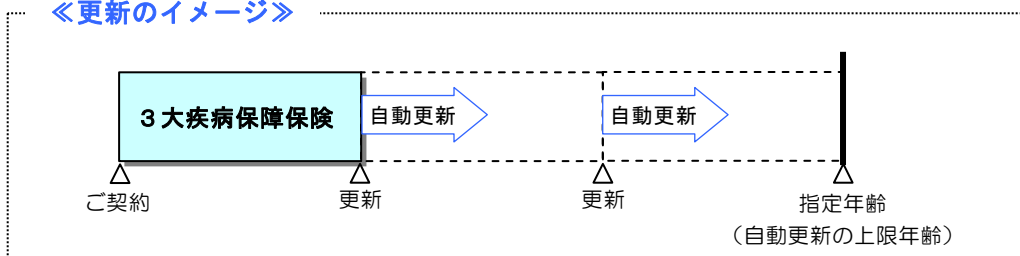 ≪更新のイメージ≫
3大疾病保障保険
自動更新
自動更新
ご契約
更新
更新
指定年齢
（自動更新の上限年齢）